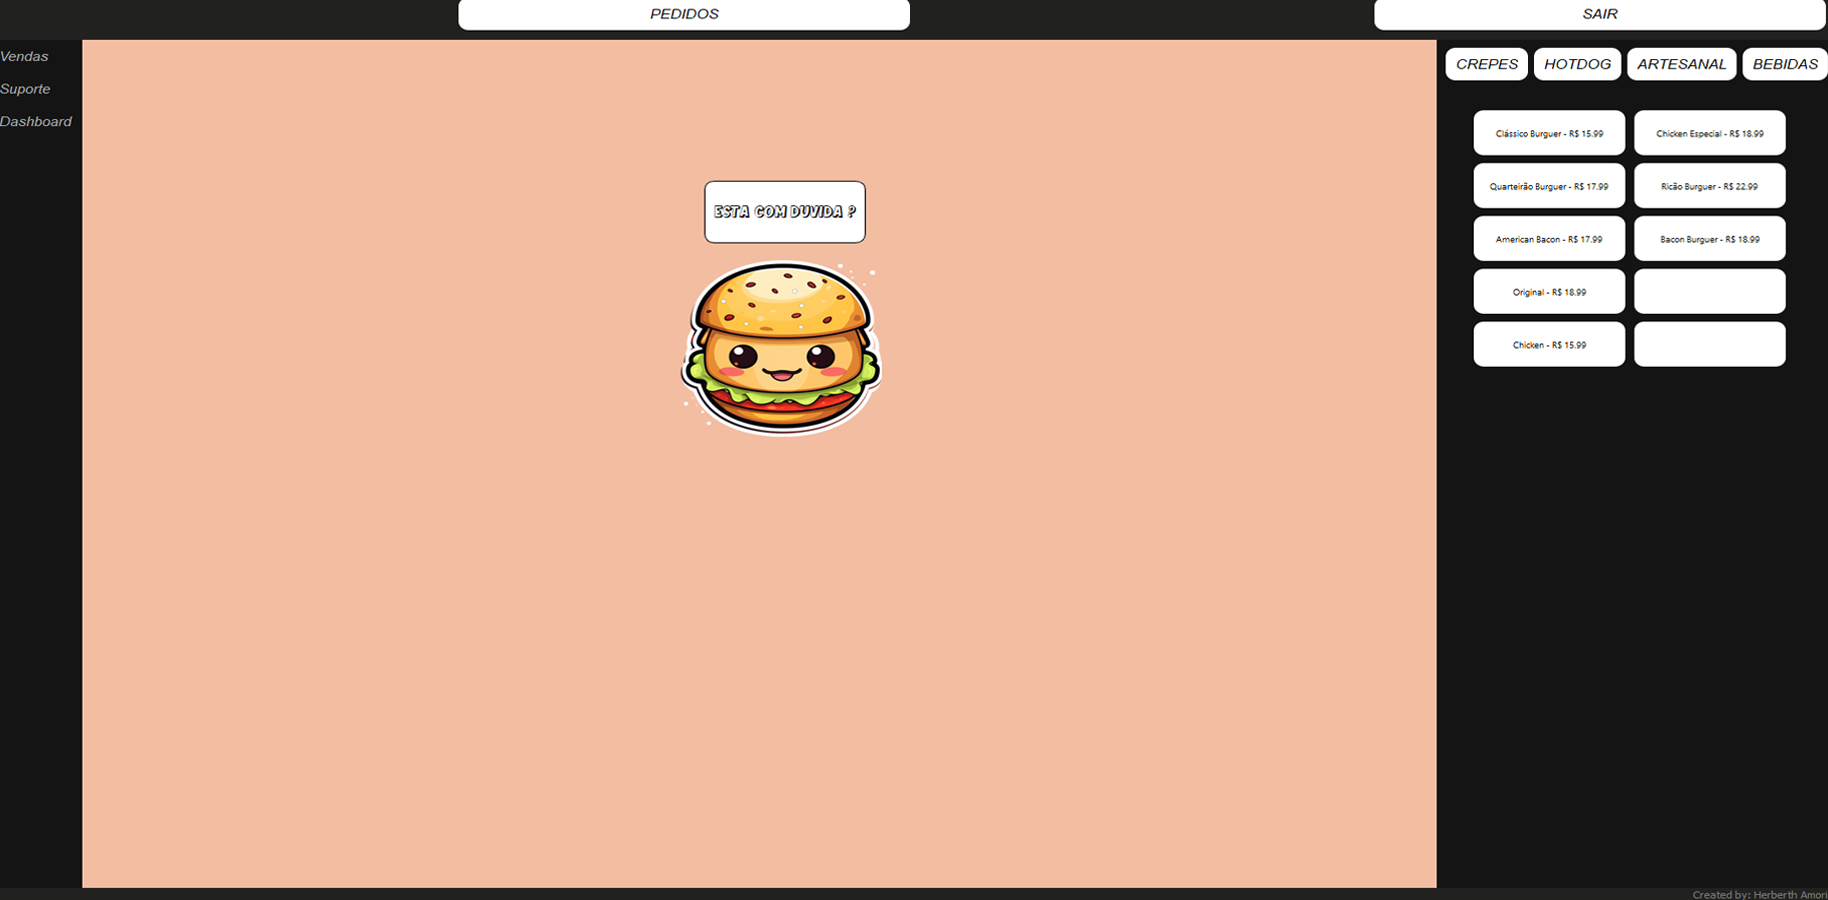 PEDIDOS
SAIR
Vendas
Suporte
Dashboard
ESTA COM DUVIDA ?
CREPES HOTDOG ARTESANAL BEBIDAS
Clássico Burguer - R$ 15.99
Chicken Especial - R$ 18.99
Quarteirão Burguer - R$ 17.99
Ricão Burguer - R$ 22.99
American Bacon - R$ 17.99
Bacon Burguer - R$ 18.99
Original - R$ 18.99
Chicken - R$ 15.99
Created by: Herberth Amori